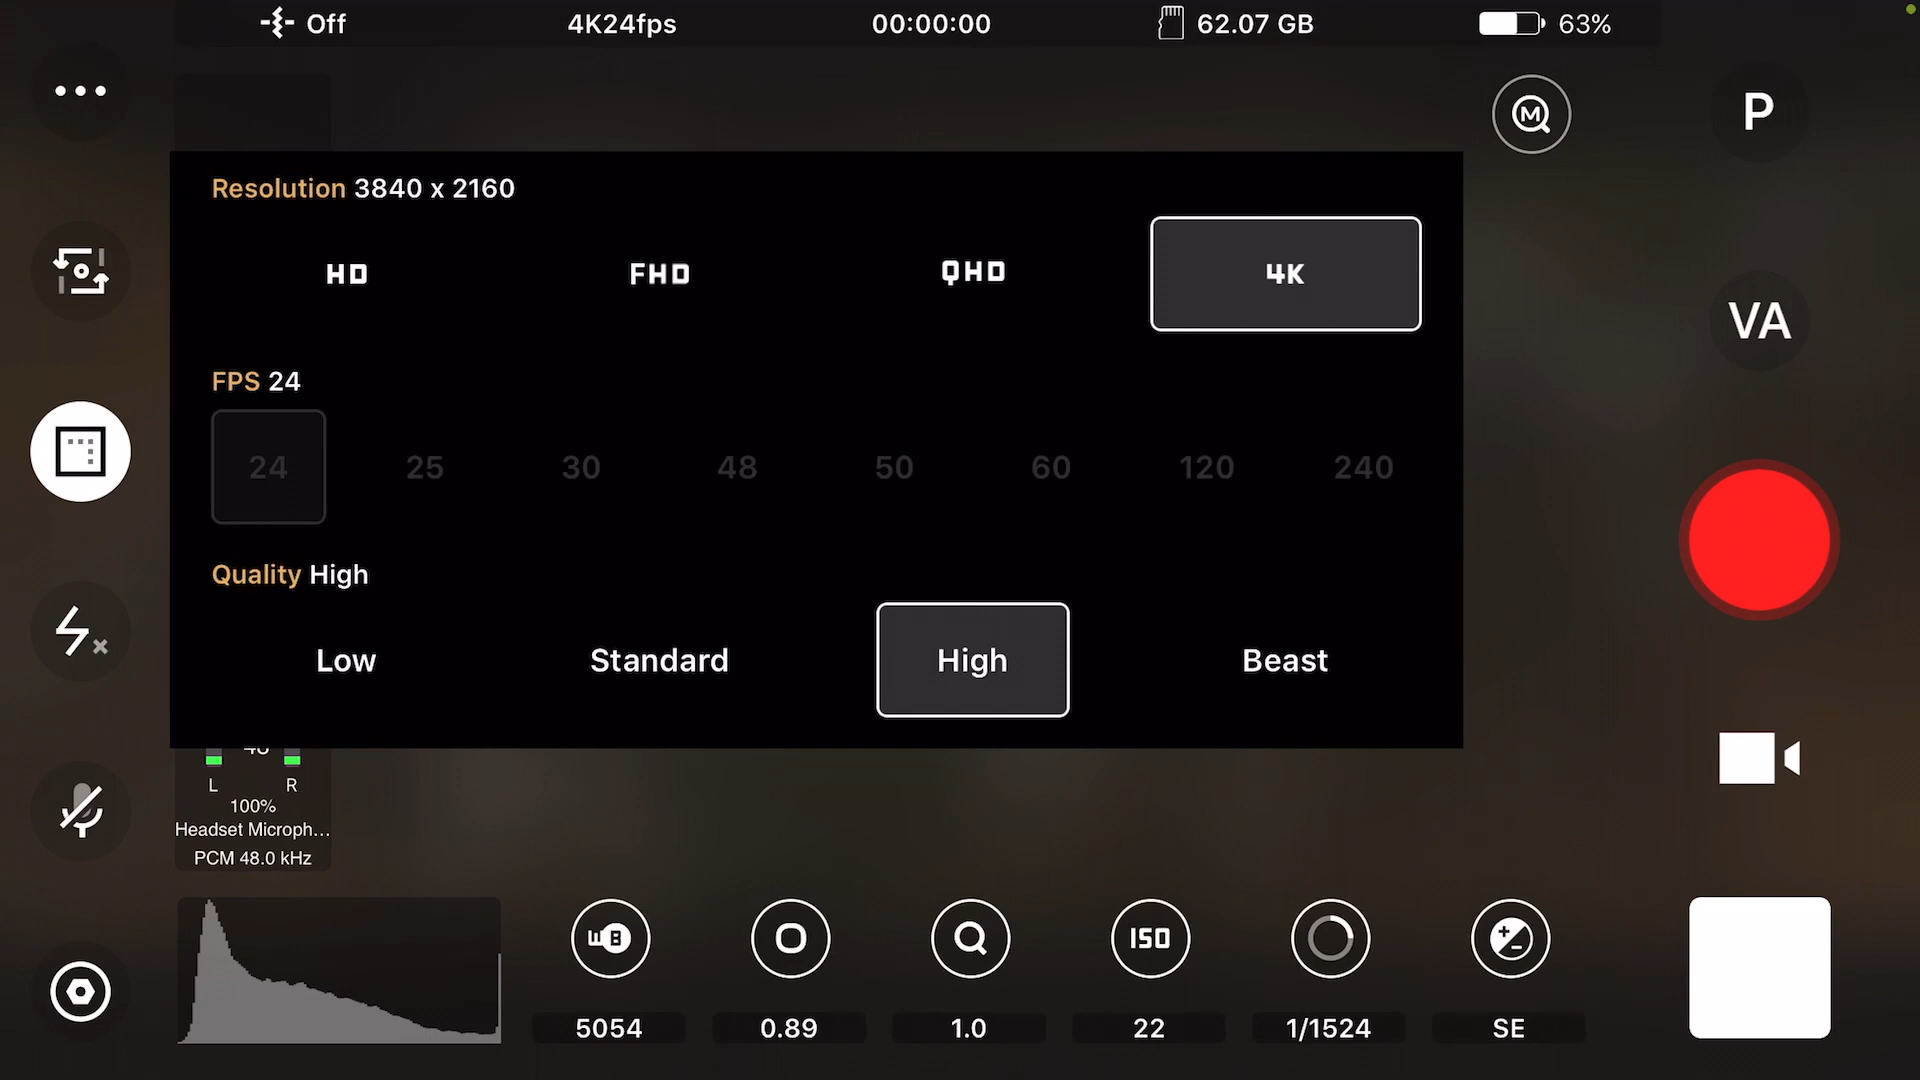 Off
4K24fps
00:00:00
62.07 GB
63%
M
P
Resolution 3840 x 2160
HD
FHD
QHD
4K
VA
FPS 24
24
25
30
48
50
60
120
240
Quality High
Low
Standard
High
Beast
L
R
100%
Headset Microph...
PCM 48.0 kHz
WB
ISO
5054
0.89
1.0
22
1/1524
SE